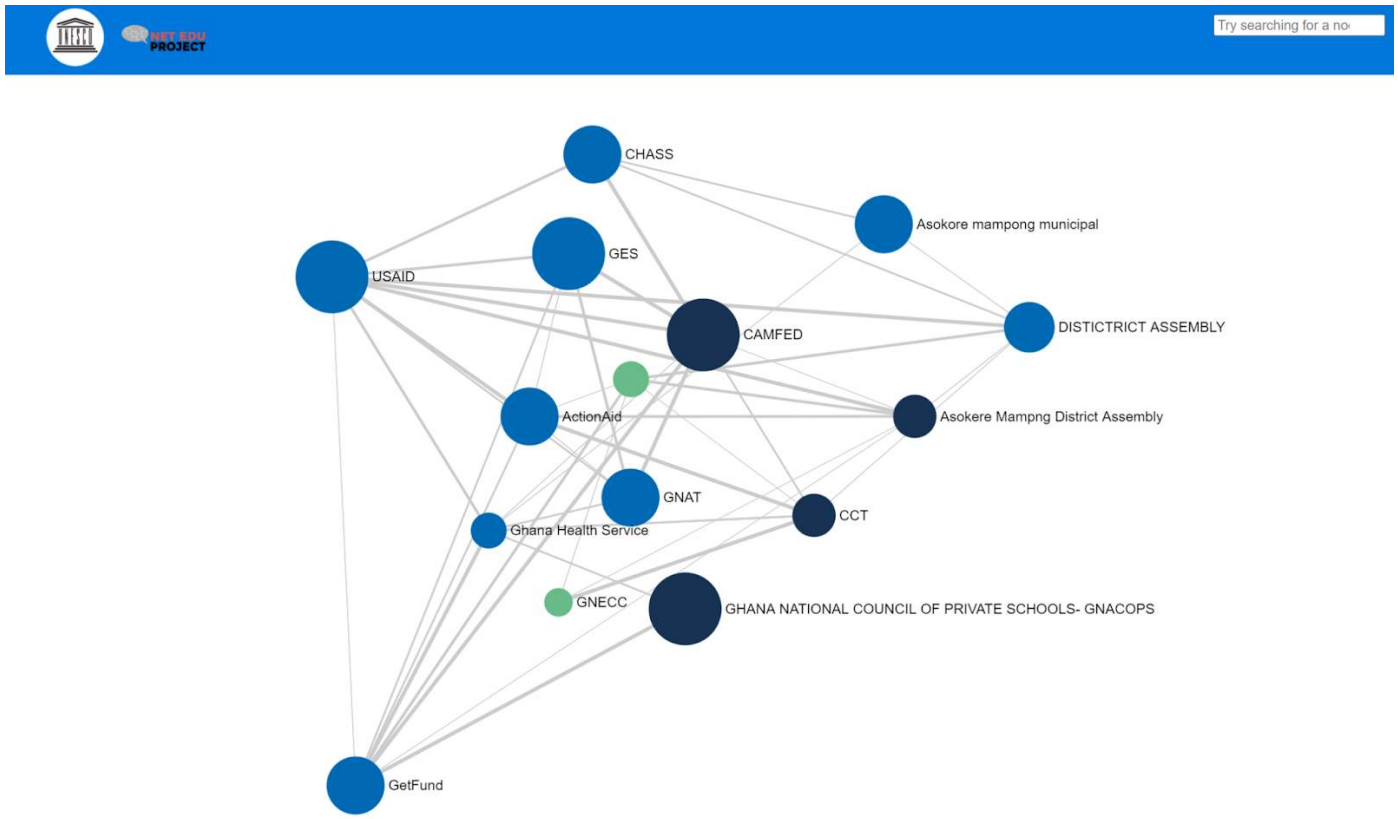 NET EDU
PROJECT
Try searching for a no
CHASS
Asokore mampong municipal
GES
USAID
DISTICTRICT ASSEMBLY
CAMFED
ActionAid
Asokere Mampng District Assembly
GNAT
CCT
Ghana Health Service
GNECC
GHANA NATIONAL COUNCIL OF PRIVATE SCHOOLS- GNACOPS
GetFund